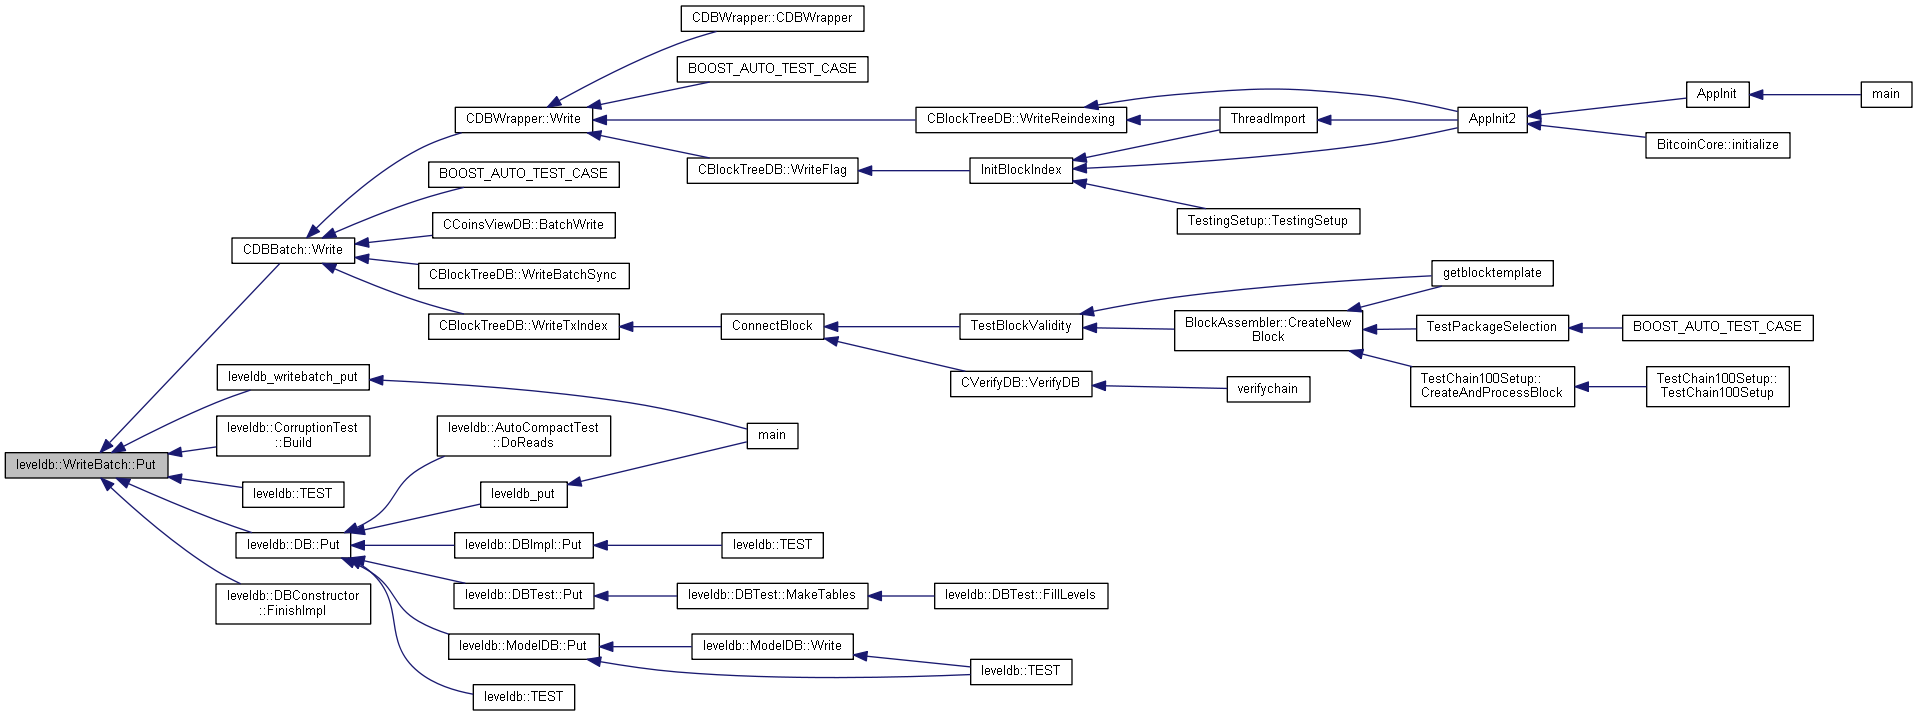 CDBWrapper::CDBWrapper
BOOST_AUTO_TEST_CASE
CDBWrapper::Write
CBlockTreeDB::WriteReindexing
ThreadImport
AppInit2
AppInit
main
BitcoinCore::initialize
CBlockTreeDB::WriteFlag
InitBlockIndex
TestingSetup::TestingSetup
BOOST_AUTO_TEST_CASE
CCoinsViewDB::BatchWrite
CDBBatch::Write
CBlockTreeDB::WriteBatchSync
CBlockTreeDB::WriteTxIndex
ConnectBlock
TestBlockValidity
getblocktemplate
BlockAssembler::CreateNew
Block
TestPackageSelection
BOOST_AUTO_TEST_CASE
CVerifyDB::VerifyDB
verifychain
TestChain100Setup::
CreateAndProcessBlock
TestChain100Setup::
TestChain100Setup
leveldb_writebatch_put
leveldb::CorruptionTest
::Build
leveldb::WriteBatch::Put
leveldb::TEST
leveldb::AutoCompactTest
::DoReads
main
leveldb_put
leveldb::DB::Put
leveldb::DBImpl::Put
leveldb::TEST
leveldb::DBConstructor
::FinishImpl
leveldb::DBTest::Put
leveldb::DBTest::MakeTables
leveldb::DBTest::FillLevels
leveldb::ModelDB::Put
leveldb::ModelDB::Write
leveldb::TEST
leveldb::TEST